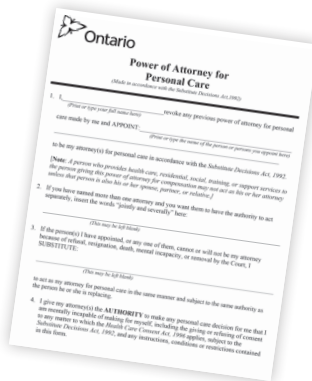 Ontario
Power of Attorney for
Personal Care
(Made in accordance with the Substitute Decisions Act, 1992)
1. I, revoke any previous power of attorney for personal
(Print or type your full name here)
care made by me and APPOINT:
(Print or type the name of the person or persons you appoint here)
to be my attorney(s) for personal care in accordance with the Substitute Decisions Act, 1992.
[Note: A person who provides health care, residential, social, training, or support services to
the person giving this power of attorney for compensation may not act as his or her attorney
unless that person is also his or her spouse, partner, or relative.]
2. If you have named more than one attorney and you want them to have the authority to act
separately, insert the words "jointly and severally" here:
(This may be left blank)
3. If the person(s) I have appointed, or any one of them, cannot or will not be my attorney
because of refusal, resignation, death, mental incapacity, or removal by the Court, I
SUBSTITUTE:
(This may be left blank)
to act as my attorney for personal care in the same manner and subject to the same authority as
the person he or she is replacing.
4. I give my attorney(s) the AUTHORITY to make any personal care decision for me that I
am mentally incapable of making for myself, including the giving or refusing of consent
to any matter to which the Health Care Consent Act, 1996 applies, subject to the
Substitute Decisions Act, 1992, and any instructions, conditions or restrictions contained
in this form.